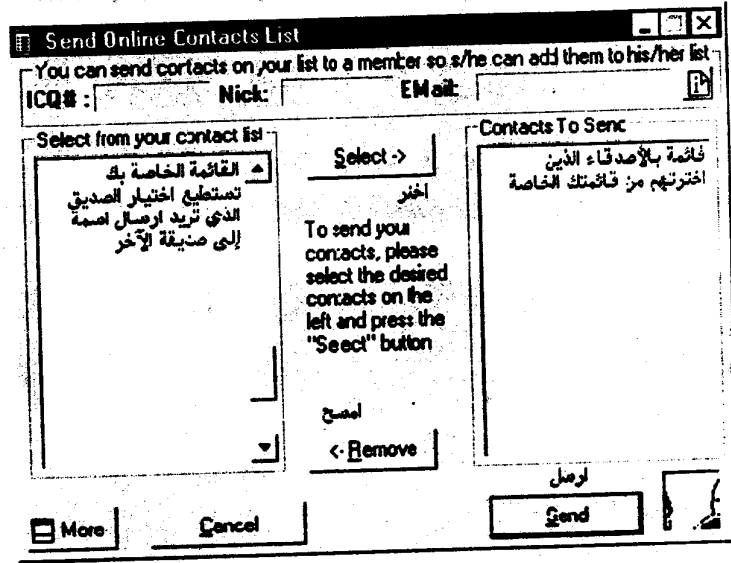 Send Online Contacts List
You can send contacts on your list to a member so s/he can add them to his/her list
ICQ# : Nick: EMail:
Select from your contact list
القائمة الخاصة بك
تستطيع اختيار الصديق
الذي تريد ارسال اسمة
إلى صديقة الآخر
Select ->
اختر
To send your
contacts, please
select the desired
contacts on the
left and press the
"Select" button
امسح
<- Remove
Contacts To Send
قائمة بالأصدقاء الذين
اخترتهم من قائمتك الخاصة
ارسل
More
Cancel
Send